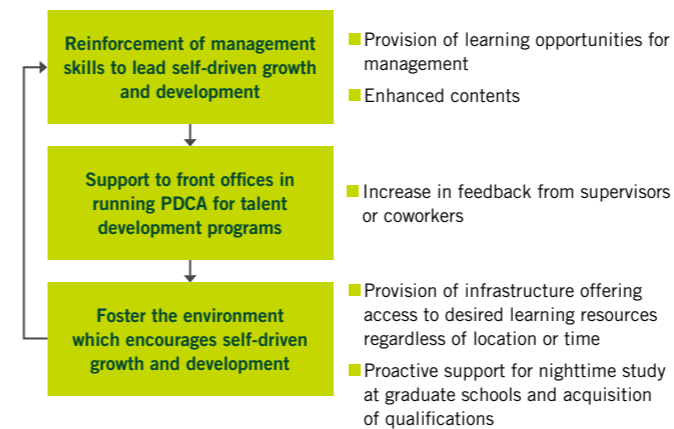 Reinforcement of management
skills to lead self-driven growth
and development
Provision of learning opportunities for
management
Enhanced contents
Support to front offices in
running PDCA for talent
development programs
Increase in feedback from supervisors
or coworkers
Foster the environment
which encourages self-driven
growth and development
Provision of infrastructure offering
access to desired learning resources
regardless of location or time
Proactive support for nighttime study
at graduate schools and acquisition
of qualifications